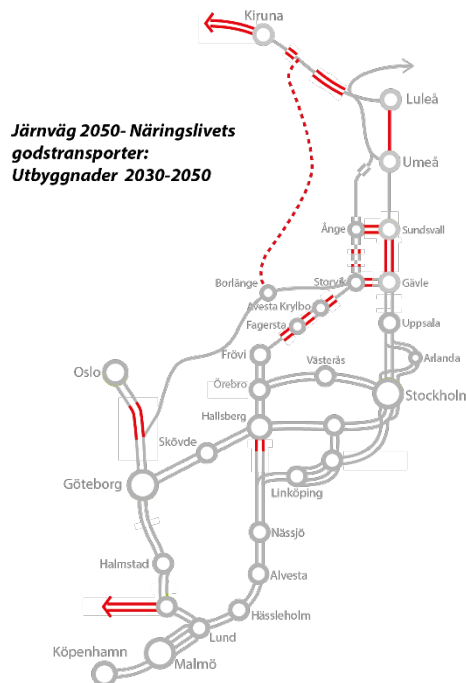 Kiruna
Järnväg 2050- Näringslivets
godstransporter:
Utbyggnader 2030-2050
Luleå
Umeå
Ånge
Sundsvall
Borlänge
Storvik
Gävle
Avesta Krylbo
Fagersta
Uppsala
Frövi
Arlanda
Oslo
Västerås
Örebro
Stockholm
Hallsberg
Skövde
Göteborg
Linköping
Nässjö
Halmstad
Alvesta
Hässleholm
Lund
Köpenhamn
Malmö